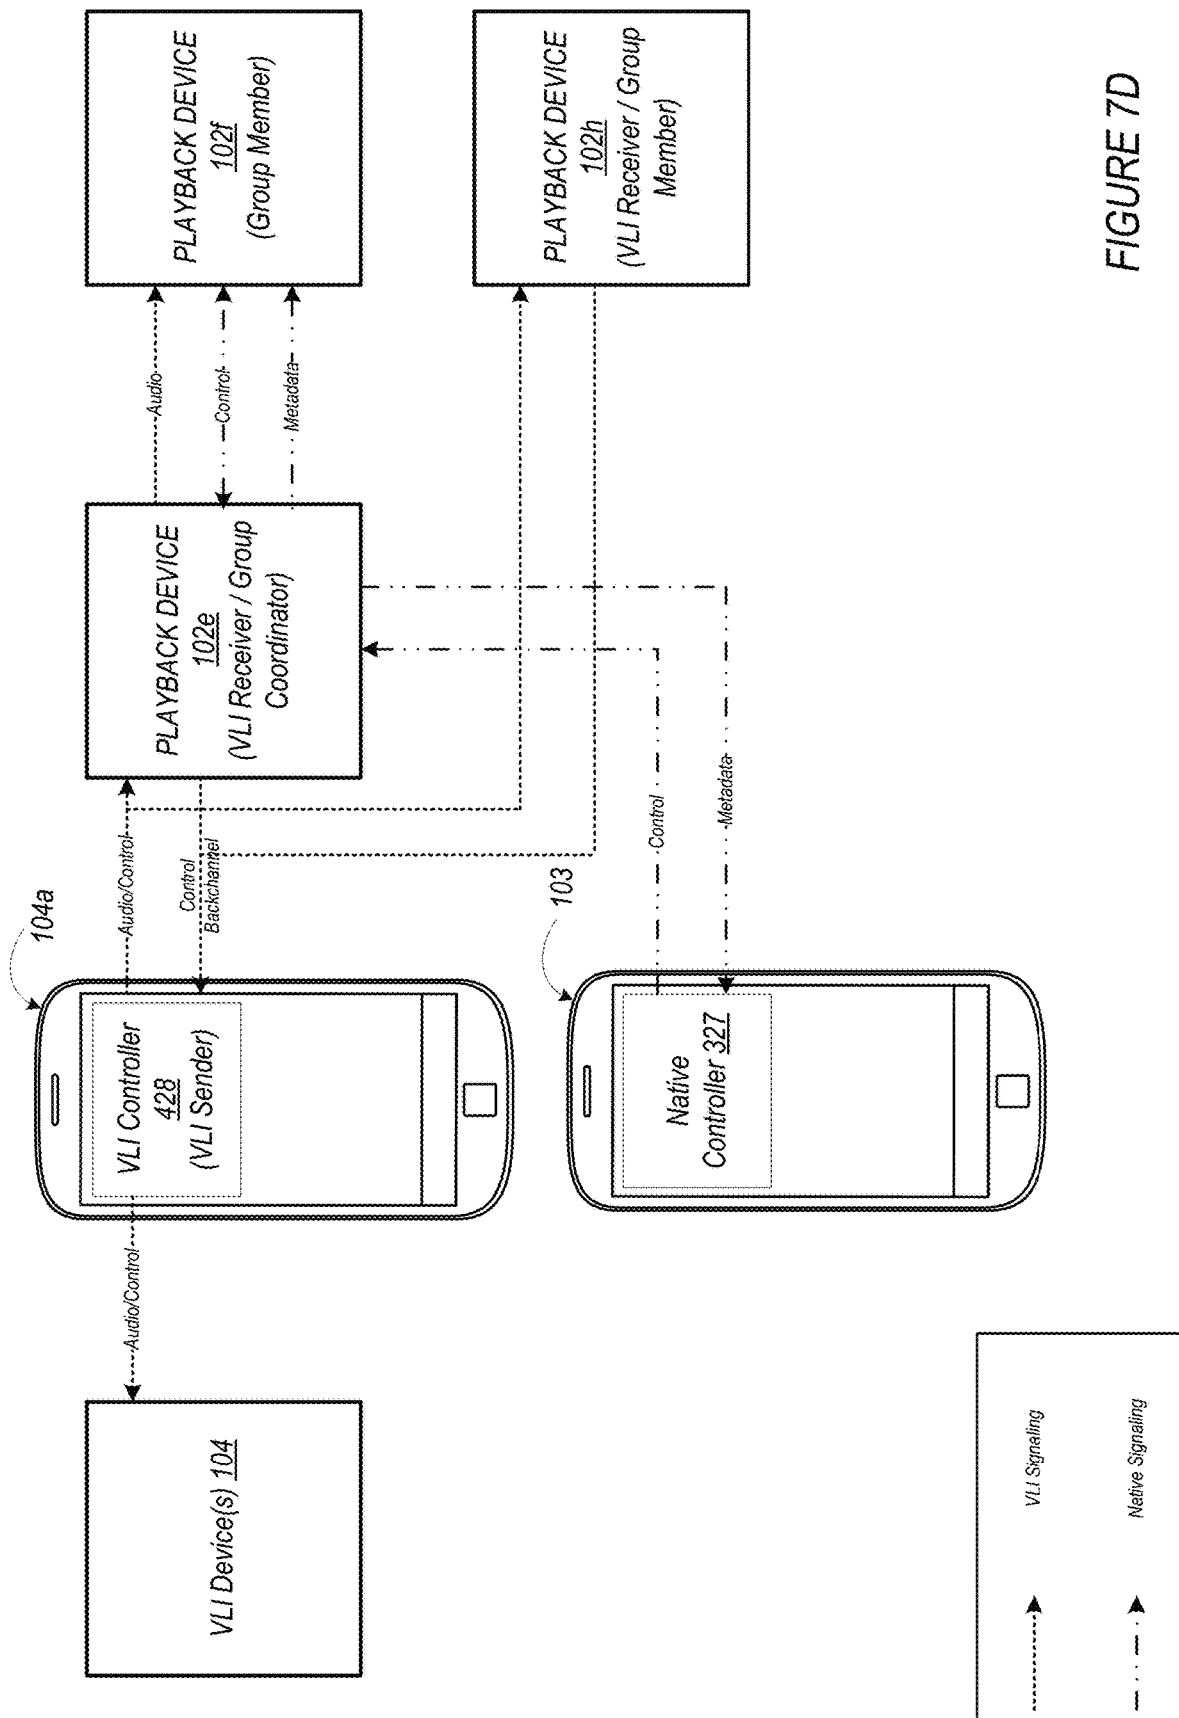 VLI Device(s) 104
Audio/Control
104a
VLI Controller
428
(VLI Sender)
Audio/Control
Control
Backchannel
PLAYBACK DEVICE
102e
(VLI Receiver / Group
Coordinator)
Audio
Control
Metadata
PLAYBACK DEVICE
102f
(Group Member)
PLAYBACK DEVICE
102h
(VLI Receiver / Group
Member)
103
Native
Controller 327
Control
Metadata
VLI Signaling
Native Signaling
FIGURE 7D